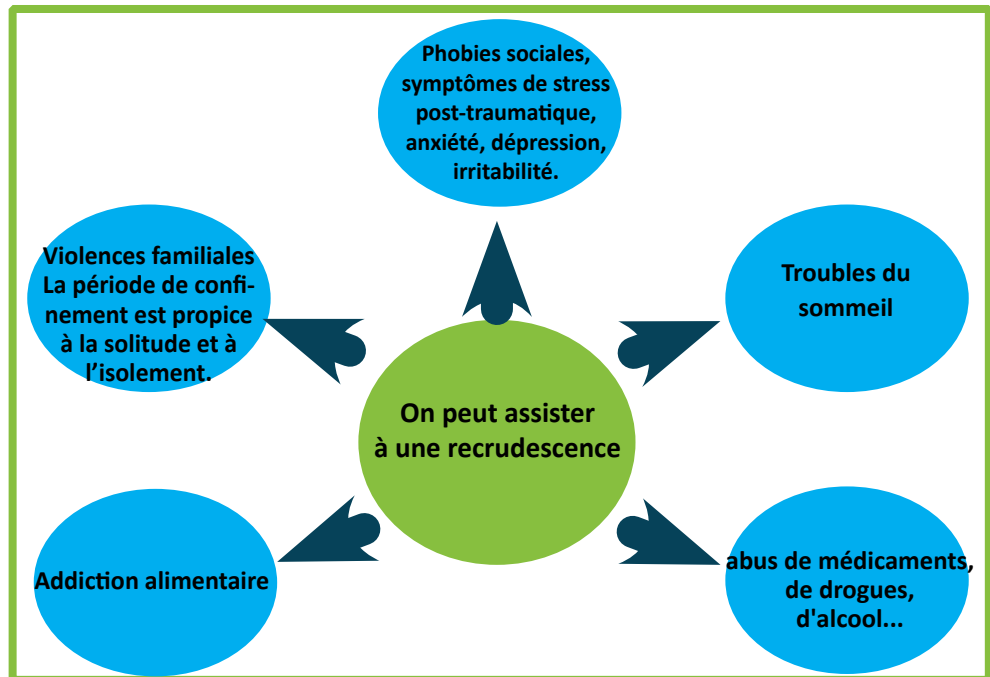 Phobies sociales,
symptômes de stress
post-traumatique,
anxiété, dépression,
irritabilité.
Violences familiales
La période de confi-
nement est propice
à la solitude et à
l’isolement.
Troubles du
sommeil
On peut assister
à une recrudescence
Addiction alimentaire
abus de médicaments,
de drogues,
d'alcool...